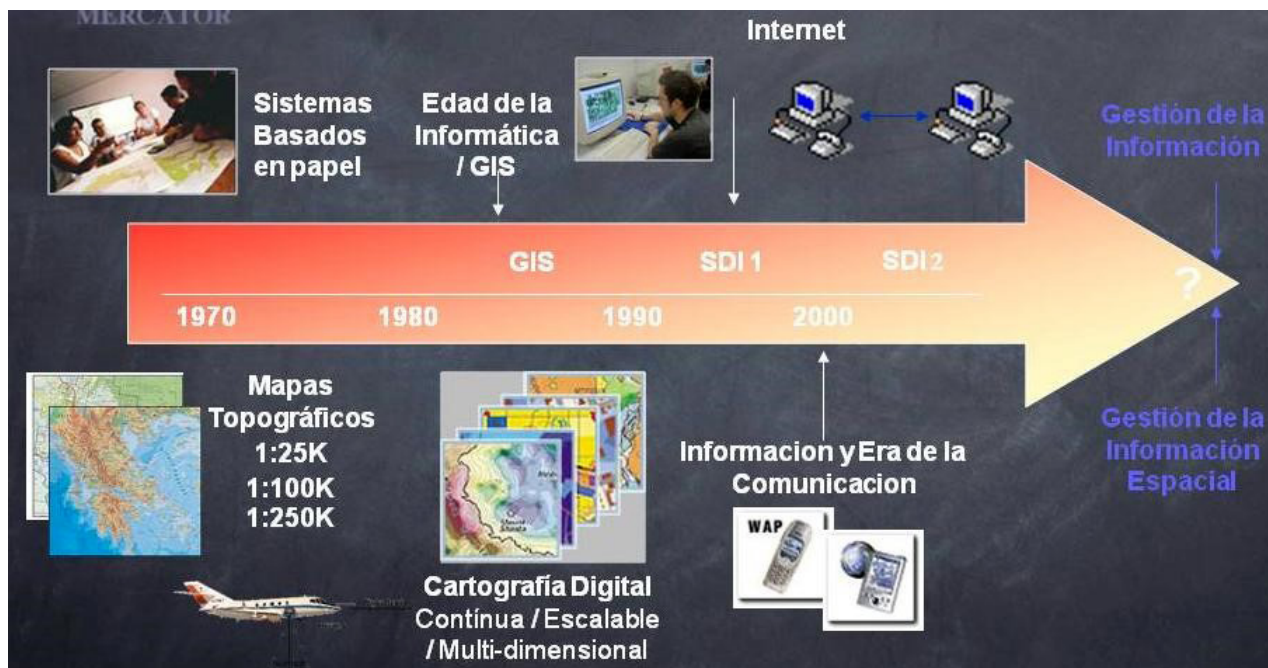 MERCATOR
Internet
Sistemas
Basados
en papel
Edad de la
Informática
/ GIS
Gestión de la
Información
GIS
SDI 1
SDI 2
?
1970
1980
1990
2000
Mapas
Topográficos
1:25K
1:100K
1:250K
Informacion y Era de la
Comunicacion
Gestión de la
Información
Espacial
WAP
Cartografía Digital
Contínua / Escalable
/ Multi-dimensional